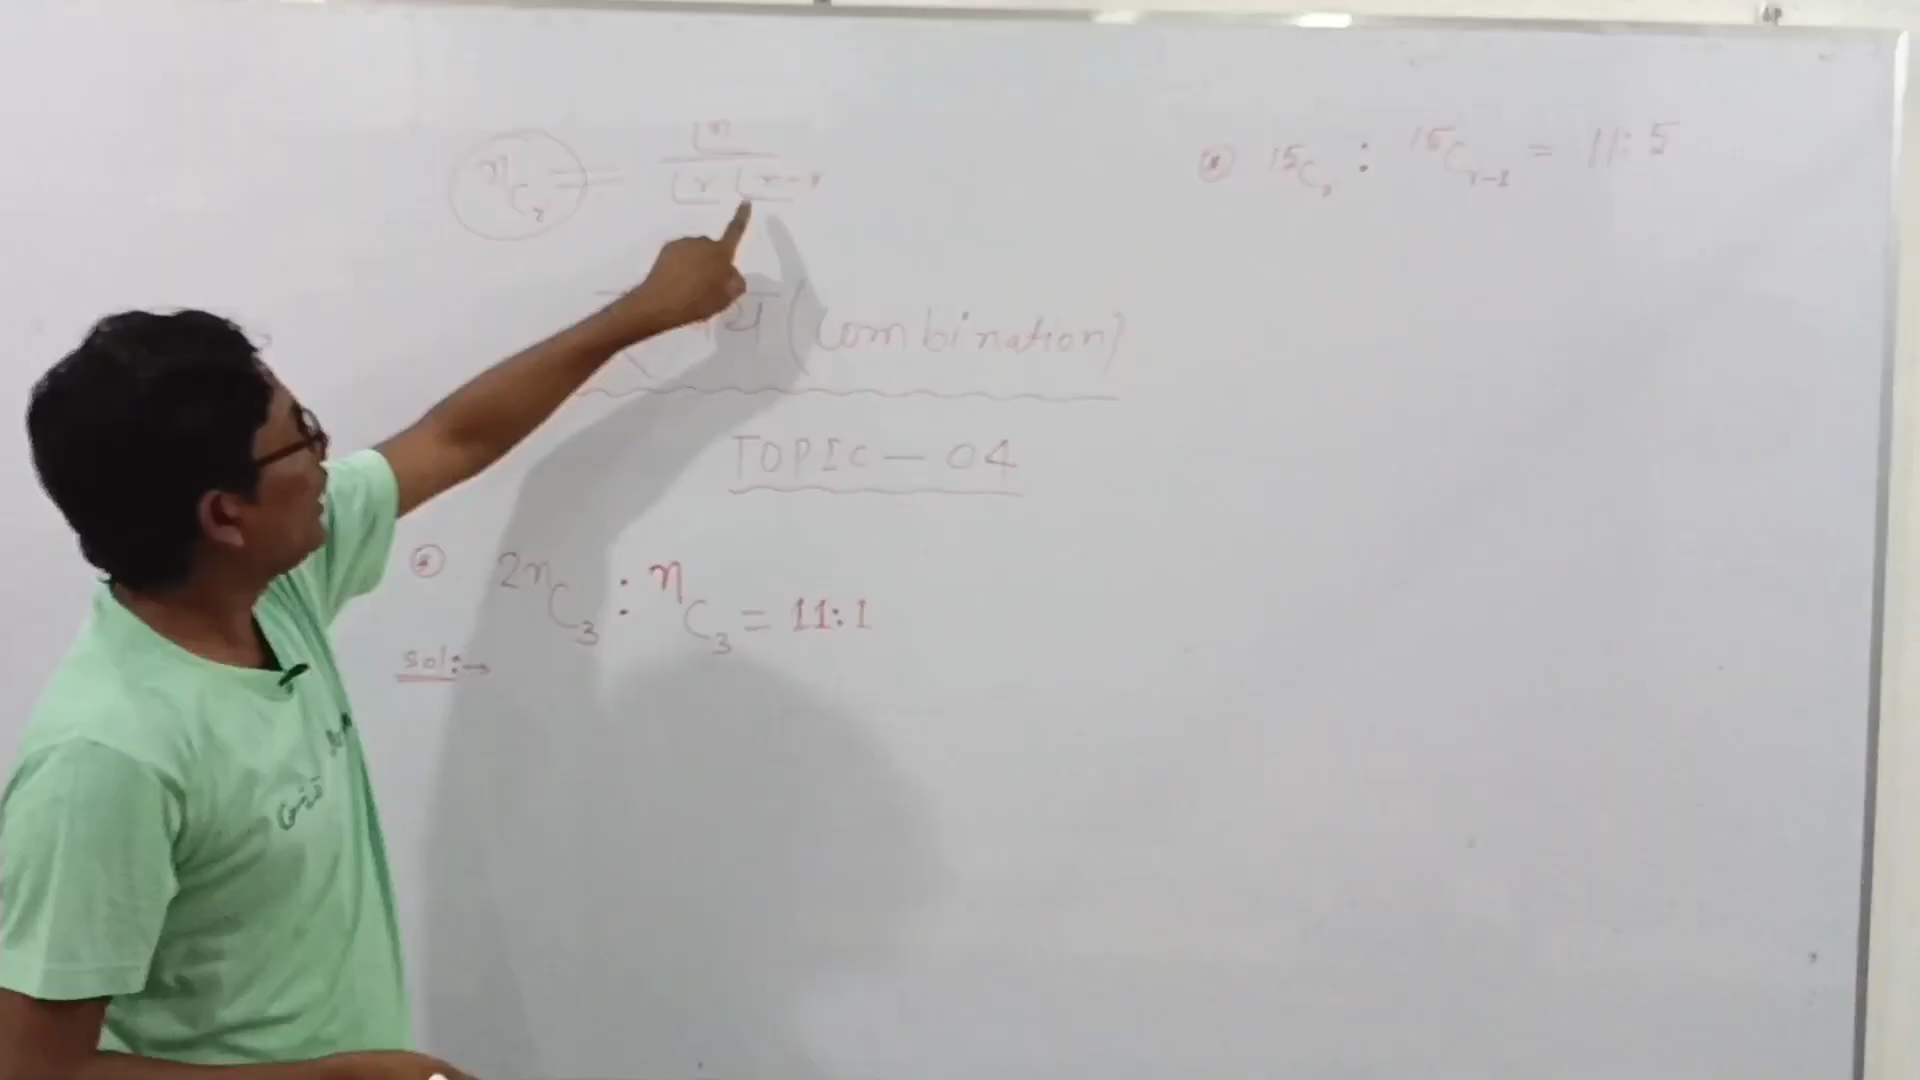 ⁿCᵣ = |n / |r |n-r
(Combination)
TOPIC — 04
²ⁿC₃ : ⁿC₃ = 11:1
Sol:→
¹⁵Cᵣ : ¹⁵Cᵣ₋₁ = 11:5